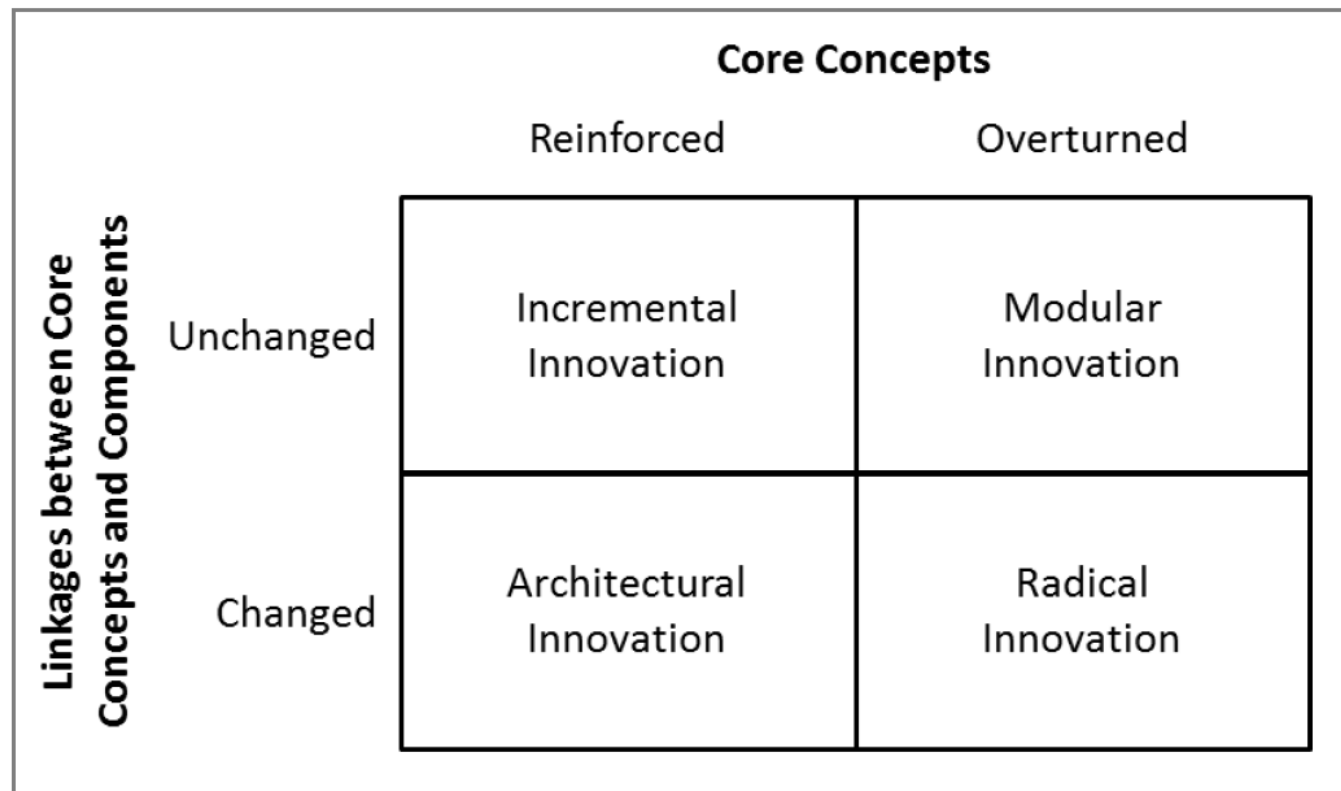 Core Concepts
Reinforced
Overturned
Linkages between Core
Concepts and Components
Unchanged
Incremental
Innovation
Modular
Innovation
Changed
Architectural
Innovation
Radical
Innovation